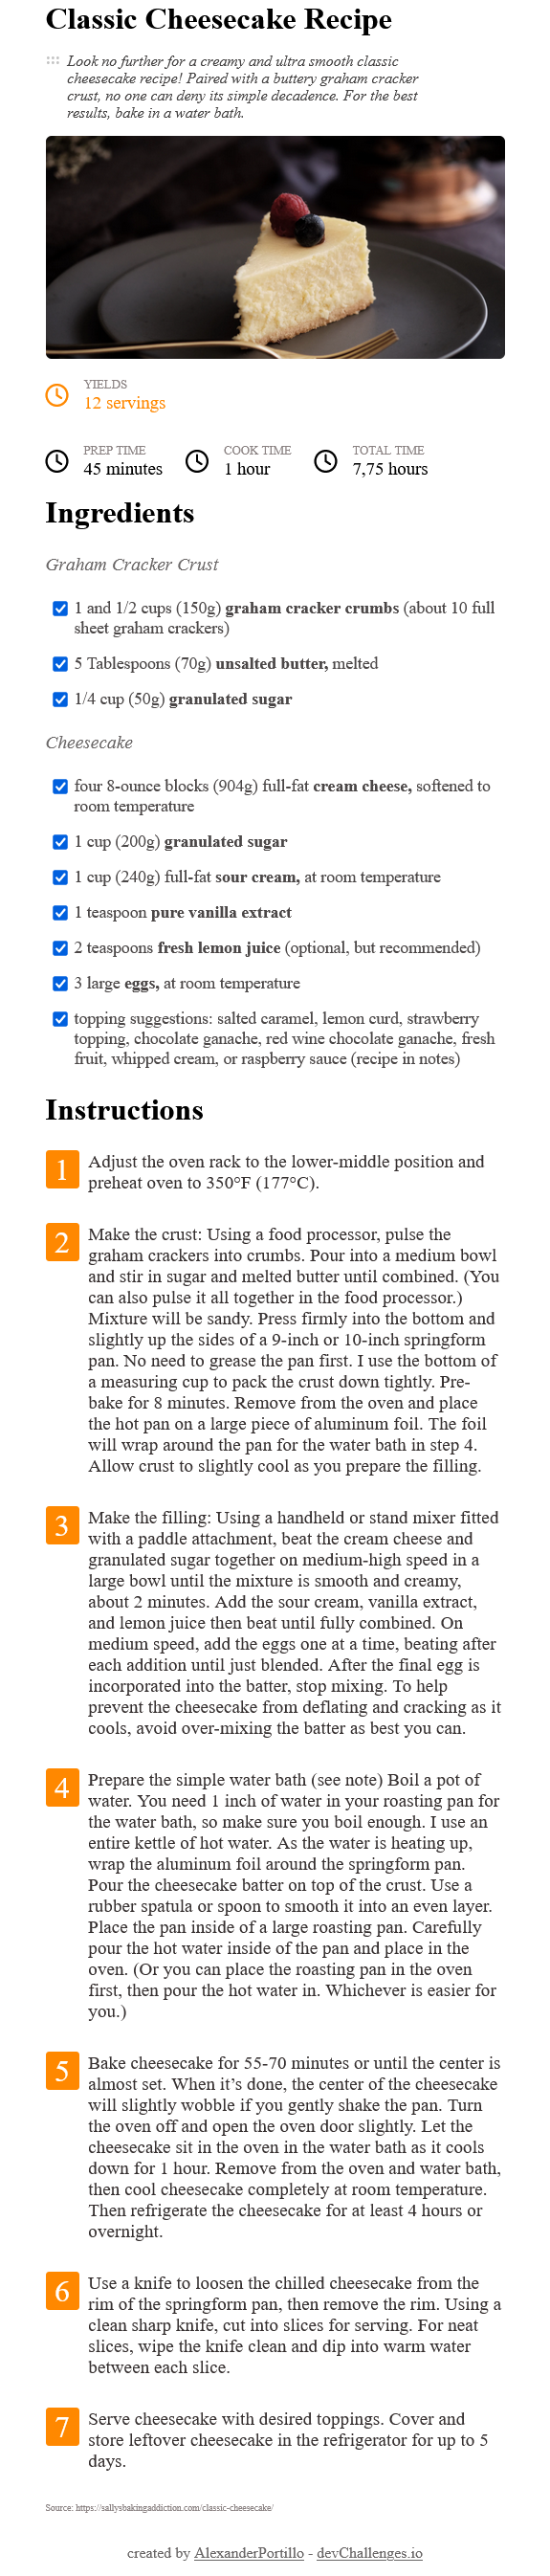 Classic Cheesecake Recipe
Look no further for a creamy and ultra smooth classic
cheesecake recipe! Paired with a buttery graham cracker
crust, no one can deny its simple decadence. For the best
results, bake in a water bath.
YIELDS
12 servings
PREP TIME COOK TIME TOTAL TIME
45 minutes 1 hour 7,75 hours
Ingredients
Graham Cracker Crust
1 and 1/2 cups (150g) graham cracker crumbs (about 10 full
sheet graham crackers)
5 Tablespoons (70g) unsalted butter, melted
1/4 cup (50g) granulated sugar
Cheesecake
four 8-ounce blocks (904g) full-fat cream cheese, softened to
room temperature
1 cup (200g) granulated sugar
1 cup (240g) full-fat sour cream, at room temperature
1 teaspoon pure vanilla extract
2 teaspoons fresh lemon juice (optional, but recommended)
3 large eggs, at room temperature
topping suggestions: salted caramel, lemon curd, strawberry
topping, chocolate ganache, red wine chocolate ganache, fresh
fruit, whipped cream, or raspberry sauce (recipe in notes)
Instructions
1 Adjust the oven rack to the lower-middle position and
preheat oven to 350°F (177°C).
2 Make the crust: Using a food processor, pulse the
graham crackers into crumbs. Pour into a medium bowl
and stir in sugar and melted butter until combined. (You
can also pulse it all together in the food processor.)
Mixture will be sandy. Press firmly into the bottom and
slightly up the sides of a 9-inch or 10-inch springform
pan. No need to grease the pan first. I use the bottom of
a measuring cup to pack the crust down tightly. Pre-
bake for 8 minutes. Remove from the oven and place
the hot pan on a large piece of aluminum foil. The foil
will wrap around the pan for the water bath in step 4.
Allow crust to slightly cool as you prepare the filling.
3 Make the filling: Using a handheld or stand mixer fitted
with a paddle attachment, beat the cream cheese and
granulated sugar together on medium-high speed in a
large bowl until the mixture is smooth and creamy,
about 2 minutes. Add the sour cream, vanilla extract,
and lemon juice then beat until fully combined. On
medium speed, add the eggs one at a time, beating after
each addition until just blended. After the final egg is
incorporated into the batter, stop mixing. To help
prevent the cheesecake from deflating and cracking as it
cools, avoid over-mixing the batter as best you can.
4 Prepare the simple water bath (see note) Boil a pot of
water. You need 1 inch of water in your roasting pan for
the water bath, so make sure you boil enough. I use an
entire kettle of hot water. As the water is heating up,
wrap the aluminum foil around the springform pan.
Pour the cheesecake batter on top of the crust. Use a
rubber spatula or spoon to smooth it into an even layer.
Place the pan inside of a large roasting pan. Carefully
pour the hot water inside of the pan and place in the
oven. (Or you can place the roasting pan in the oven
first, then pour the hot water in. Whichever is easier for
you.)
5 Bake cheesecake for 55-70 minutes or until the center is
almost set. When it’s done, the center of the cheesecake
will slightly wobble if you gently shake the pan. Turn
the oven off and open the oven door slightly. Let the
cheesecake sit in the oven in the water bath as it cools
down for 1 hour. Remove from the oven and water bath,
then cool cheesecake completely at room temperature.
Then refrigerate the cheesecake for at least 4 hours or
overnight.
6 Use a knife to loosen the chilled cheesecake from the
rim of the springform pan, then remove the rim. Using a
clean sharp knife, cut into slices for serving. For neat
slices, wipe the knife clean and dip into warm water
between each slice.
7 Serve cheesecake with desired toppings. Cover and
store leftover cheesecake in the refrigerator for up to 5
days.
Source: https://sallysbakingaddiction.com/classic-cheesecake/
created by AlexanderPortillo - devChallenges.io